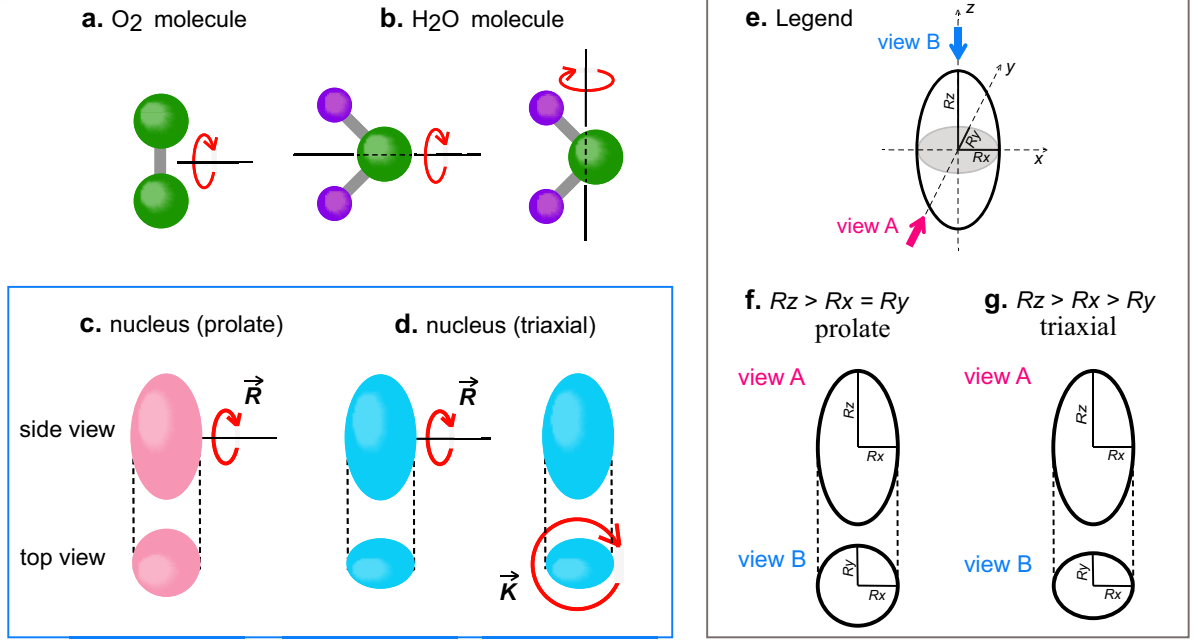 a. O2 molecule
b. H2O molecule
c. nucleus (prolate)
d. nucleus (triaxial)
R
R
side view
top view
K
e. Legend
z
view B
y
Rz
Ry
Rx
x
view A
f. Rz > Rx = Ry
prolate
g. Rz > Rx > Ry
triaxial
view A
view A
Rz
Rx
Rz
Rx
view B
view B
Ry
Rx
Ry
Rx